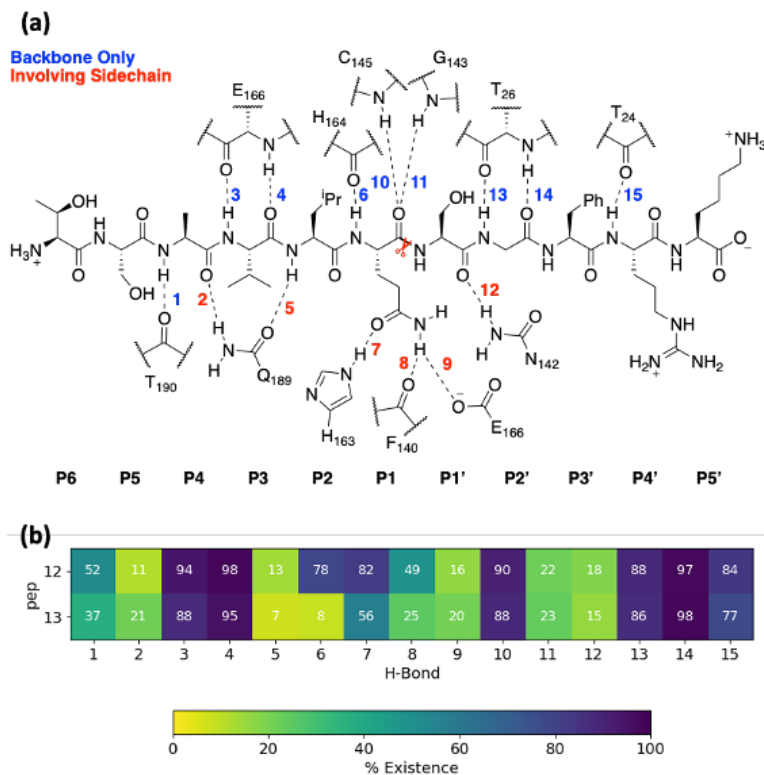 (a)
Backbone Only
Involving Sidechain
E166
H164
C145
G143
T26
T24
N
H
O
N
H
O
N
H
N
H
O
N
H
O
+NH3
3
4
6
10
11
13
14
15
OH
iPr
OH
Ph
H3N+
H
N
O
O
H
N
O
H
N
O
O
H
N
O
N
H
O
OH
N
H
O
N
H
O
N
H
O
N
H
O
N
H
O−
O
1
2
5
12
O
H
H
N
O
O
N
H
H
H
N
O
H
NH
T190
Q189
7
8
9
N142
H2N+
NH2
H
N
N
O
O−
O
H163
F140
E166
P6 P5 P4 P3 P2 P1 P1' P2' P3' P4' P5'
(b)
pep
12 52 11 94 98 13 78 82 49 16 90 22 18 88 97 84
13 37 21 88 95 7 8 56 25 20 88 23 15 86 98 77
1 2 3 4 5 6 7 8 9 10 11 12 13 14 15
H-Bond
0 20 40 60 80 100
% Existence